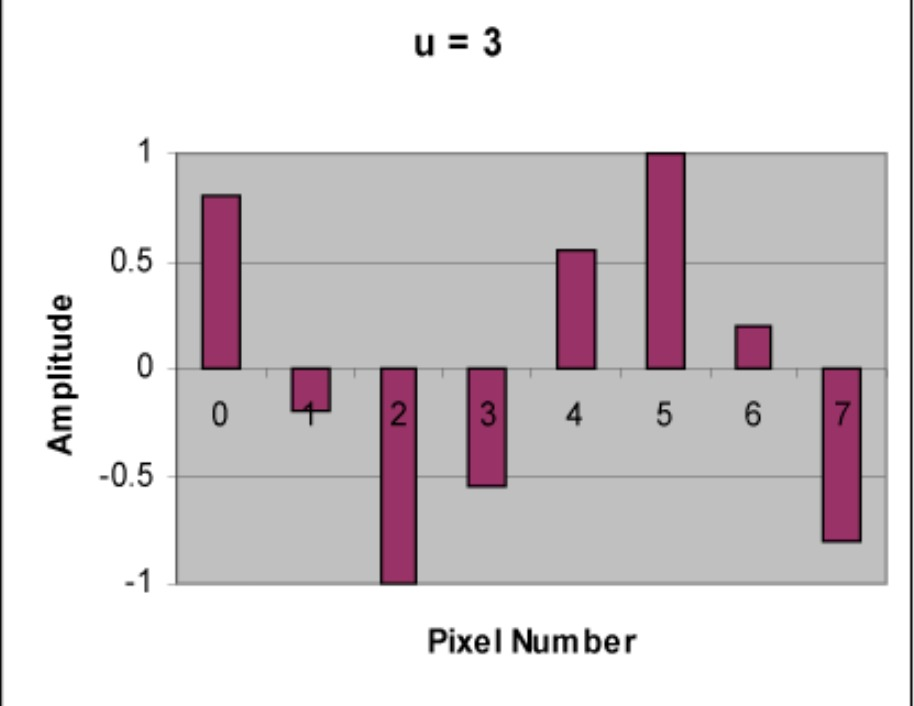 u = 3
1
0.5
0
-0.5
-1
Amplitude
0 1 2 3 4 5 6 7
Pixel Number